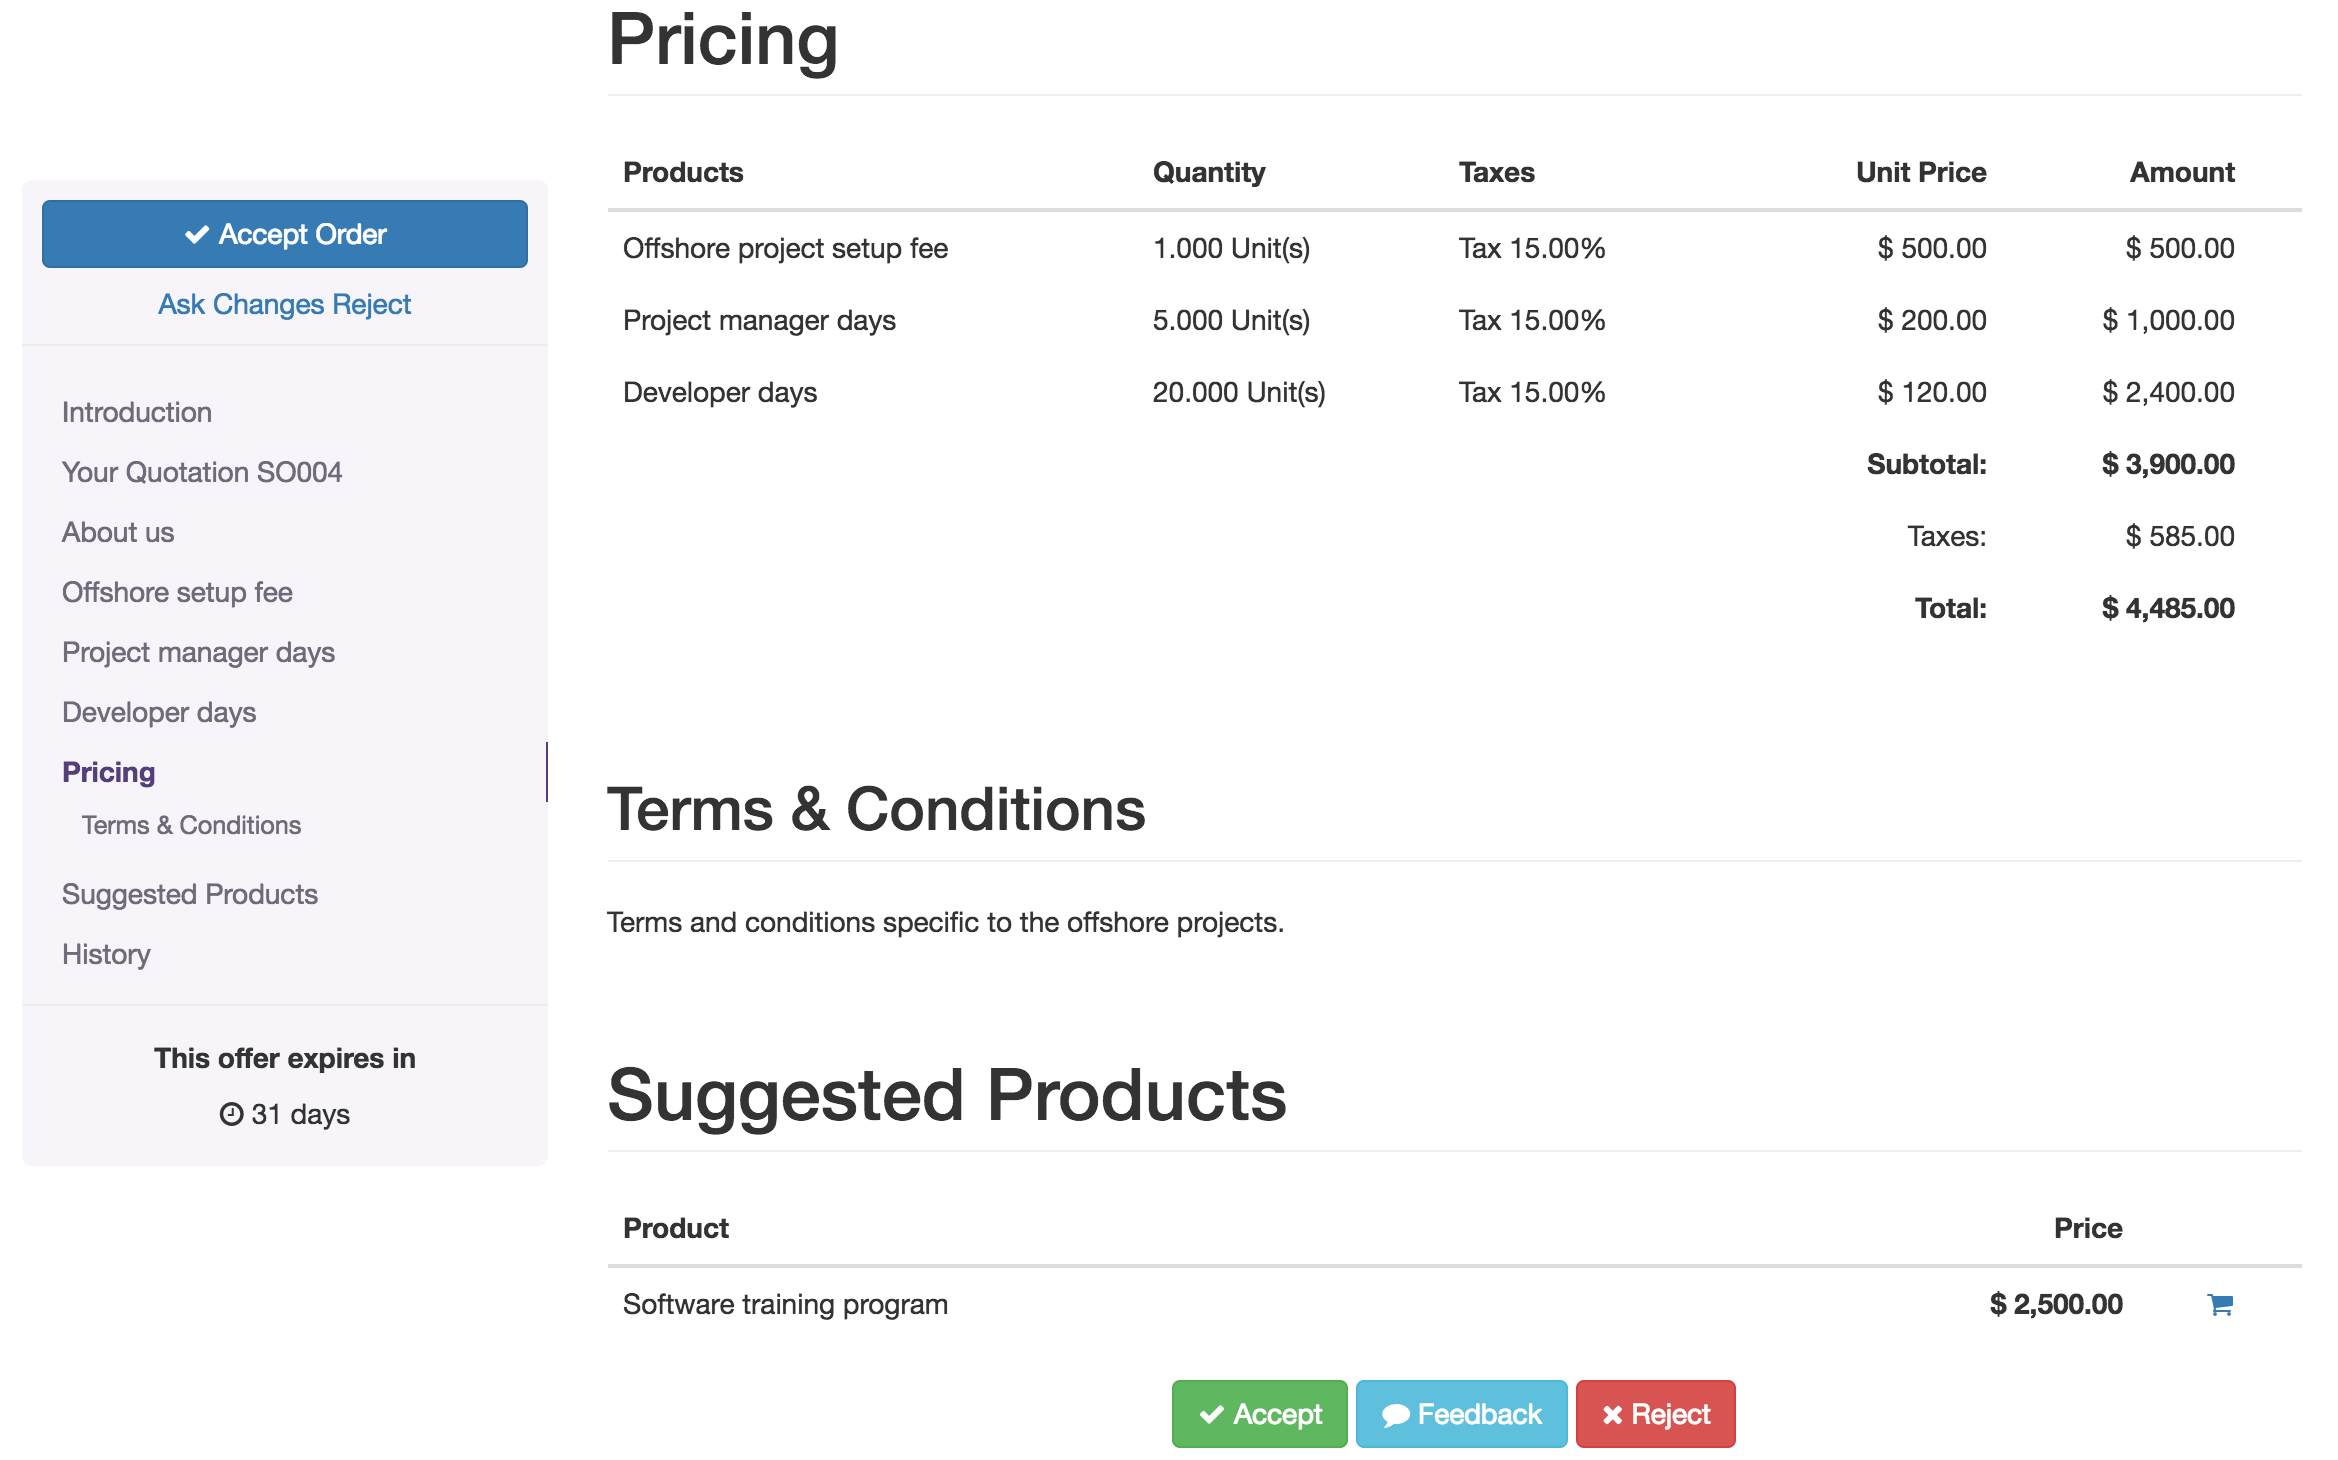 Accept Order
Ask Changes Reject
Introduction
Your Quotation SO004
About us
Offshore setup fee
Project manager days
Developer days
Pricing
Terms & Conditions
Suggested Products
History
This offer expires in
31 days
Pricing
Products Quantity Taxes Unit Price Amount
Offshore project setup fee 1.000 Unit(s) Tax 15.00% $ 500.00 $ 500.00
Project manager days 5.000 Unit(s) Tax 15.00% $ 200.00 $ 1,000.00
Developer days 20.000 Unit(s) Tax 15.00% $ 120.00 $ 2,400.00
Subtotal: $ 3,900.00
Taxes: $ 585.00
Total: $ 4,485.00
Terms & Conditions
Terms and conditions specific to the offshore projects.
Suggested Products
Product Price
Software training program $ 2,500.00
Accept Feedback Reject